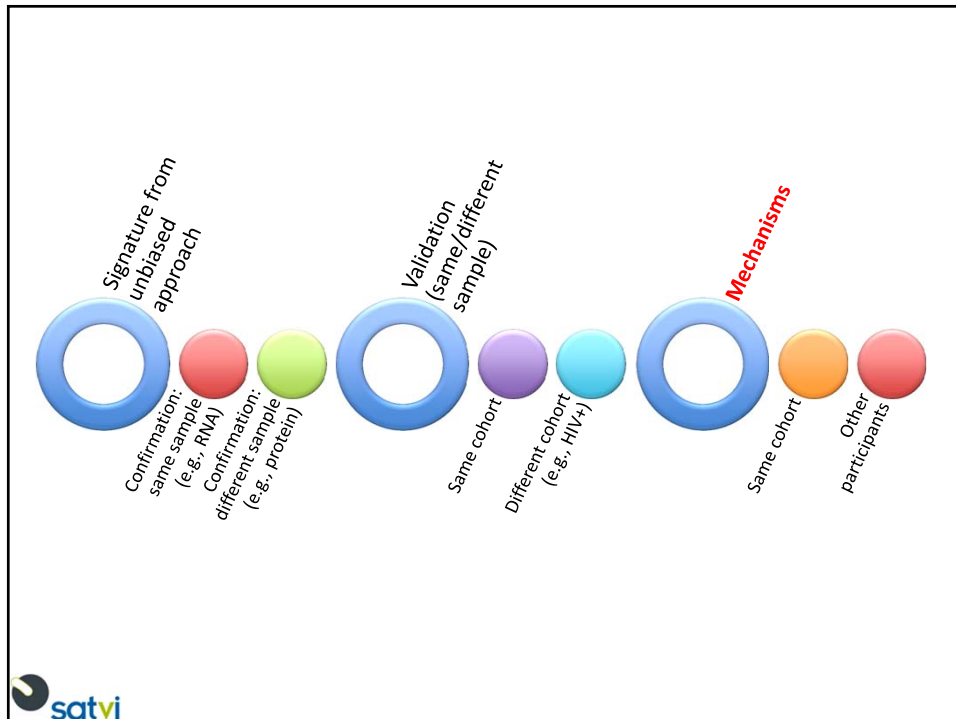 Signature from
unbiased
approach
Confirmation:
same sample
(e.g., RNA)
Confirmation:
different sample
(e.g., protein)
Validation
(same/different
sample)
Same cohort
Different cohort
(e.g., HIV+)
Mechanisms
Same cohort
Other
participants
satvi